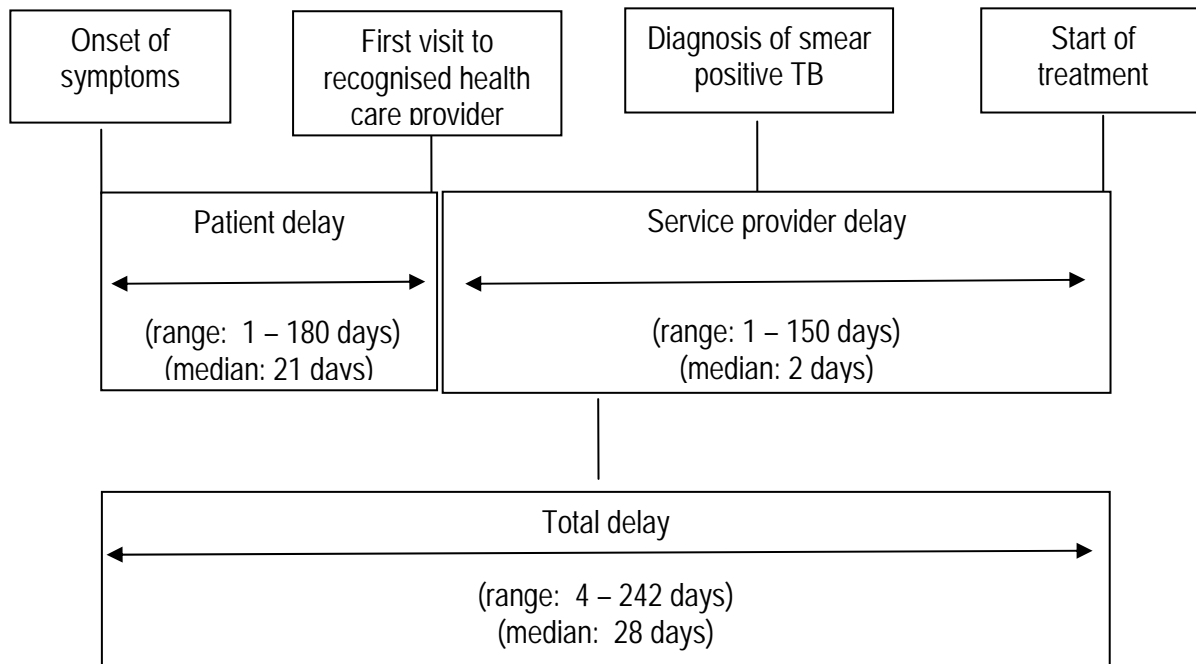 Onset of
symptoms
First visit to
recognised health
care provider
Diagnosis of smear
positive TB
Start of
treatment
Patient delay
(range: 1 – 180 days)
(median: 21 days)
Service provider delay
(range: 1 – 150 days)
(median: 2 days)
Total delay
(range: 4 – 242 days)
(median: 28 days)